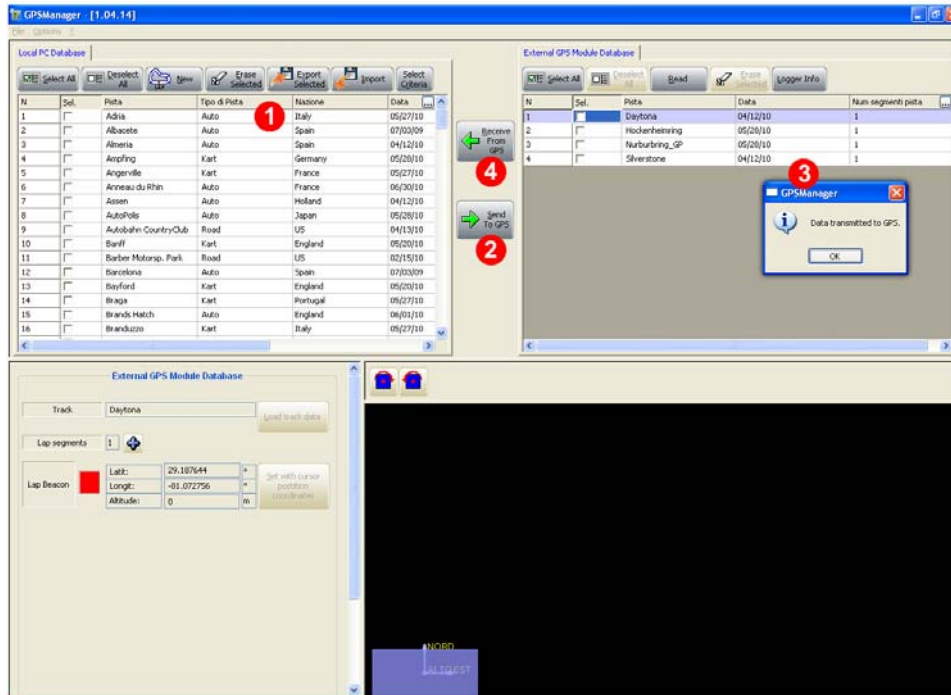 GPSManager - [1.04.14]
File Options ?
Local PC Database
Select All Deselect All New Erase Selected Export Selected Import Select Criteria
N Sel. Pista Tipo di Pista Nazione Data ...
1 Adria Auto Italy 05/27/10
2 Albacete Auto Spain 07/03/09
3 Almeria Auto Spain 04/12/10
4 Ampfing Kart Germany 05/20/10
5 Angerville Kart France 05/27/10
6 Anneau du Rhin Auto France 06/30/10
7 Assen Auto Holland 04/12/10
8 AutoPolis Auto Japan 05/28/10
9 Autobahn CountryClub Road US 04/13/10
10 Banff Kart England 05/20/10
11 Barber Motorsp. Park Road US 02/15/10
12 Barcelona Auto Spain 07/03/09
13 Bayford Kart England 05/20/10
14 Braga Kart Portugal 05/27/10
15 Brands Hatch Auto England 06/01/10
16 Branduzzo Kart Italy 05/27/10
1
Receive From GPS
4
Send To GPS
2
External GPS Module Database
Select All Deselect All Read Erase Selected Logger Info
N Sel. Pista Data Num segmenti pista ...
1 Daytona 04/12/10 1
2 Hockenheimring 05/20/10 1
3 Nurburbring_GP 05/20/10 1
4 Silverstone 04/12/10 1
3
GPSManager
Data transmitted to GPS.
OK
External GPS Module Database
Track Daytona Load track data
Lap segments 1
Lap Beacon
Latit: 29.187644 °
Longit: -81.072756 °
Altitude: 0 m
Set with cursor position coordinates
NORD
EST